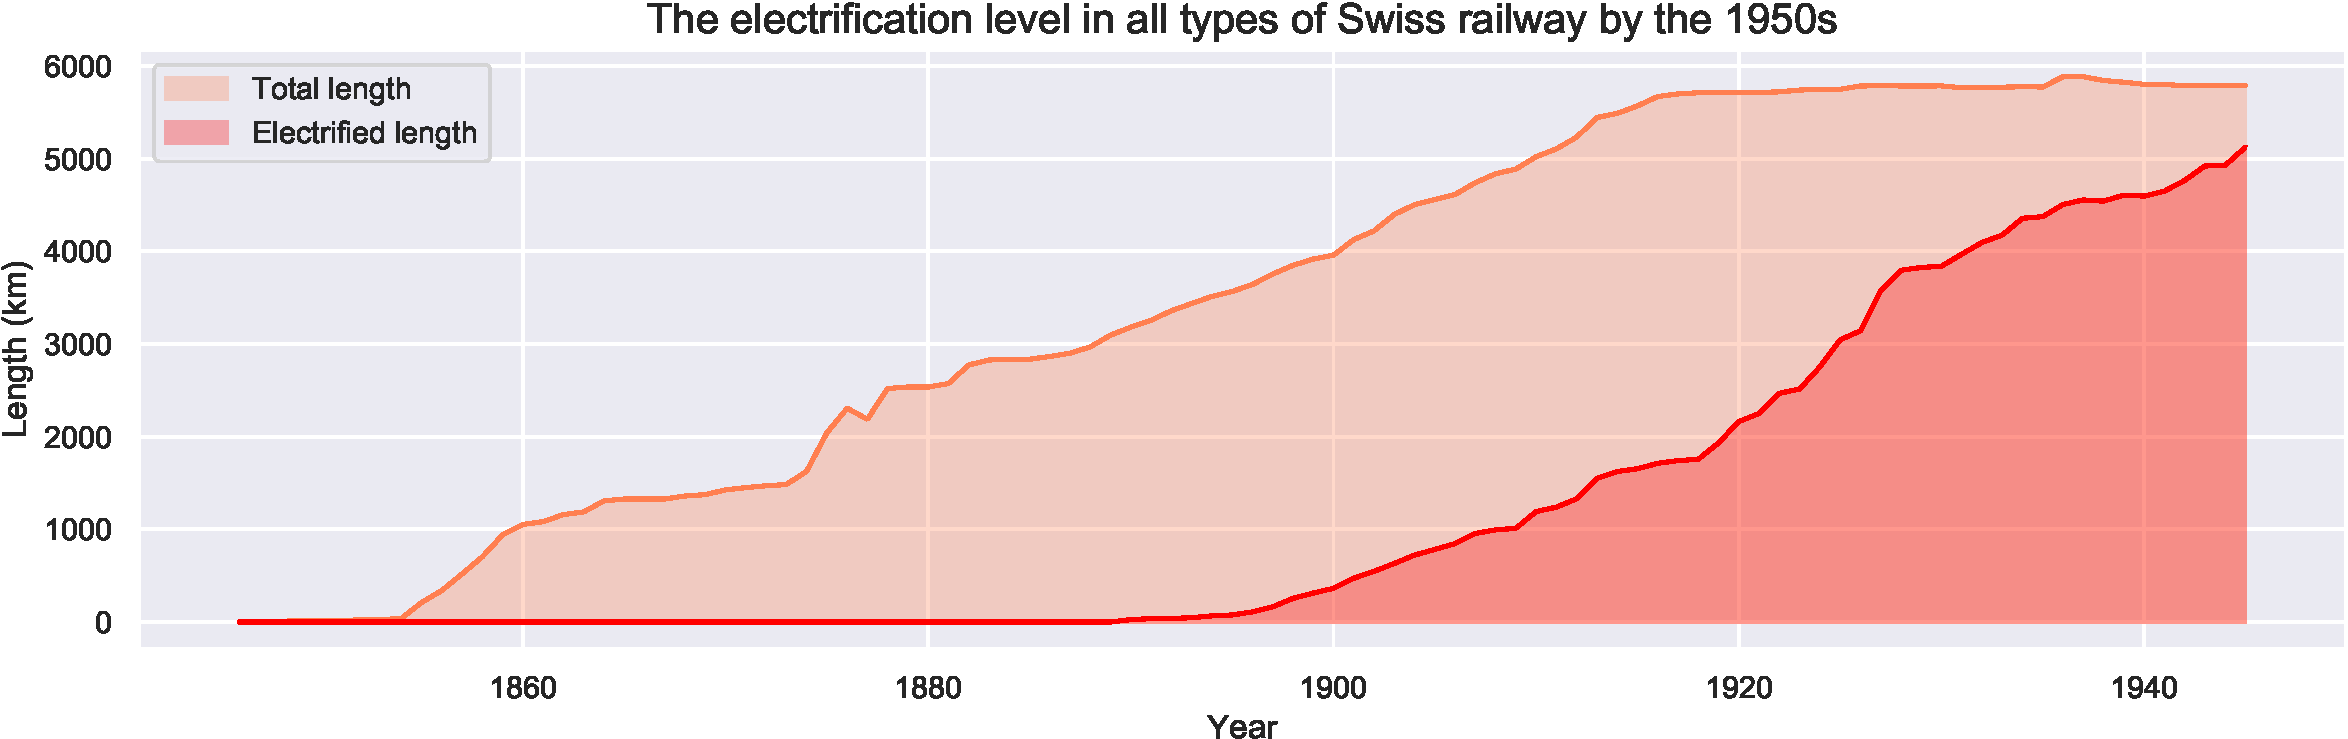 The electrification level in all types of Swiss railway by the 1950s
Total length
Electrified length
6000
5000
4000
3000
2000
1000
0
Length (km)
1860
1880
1900
1920
1940
Year